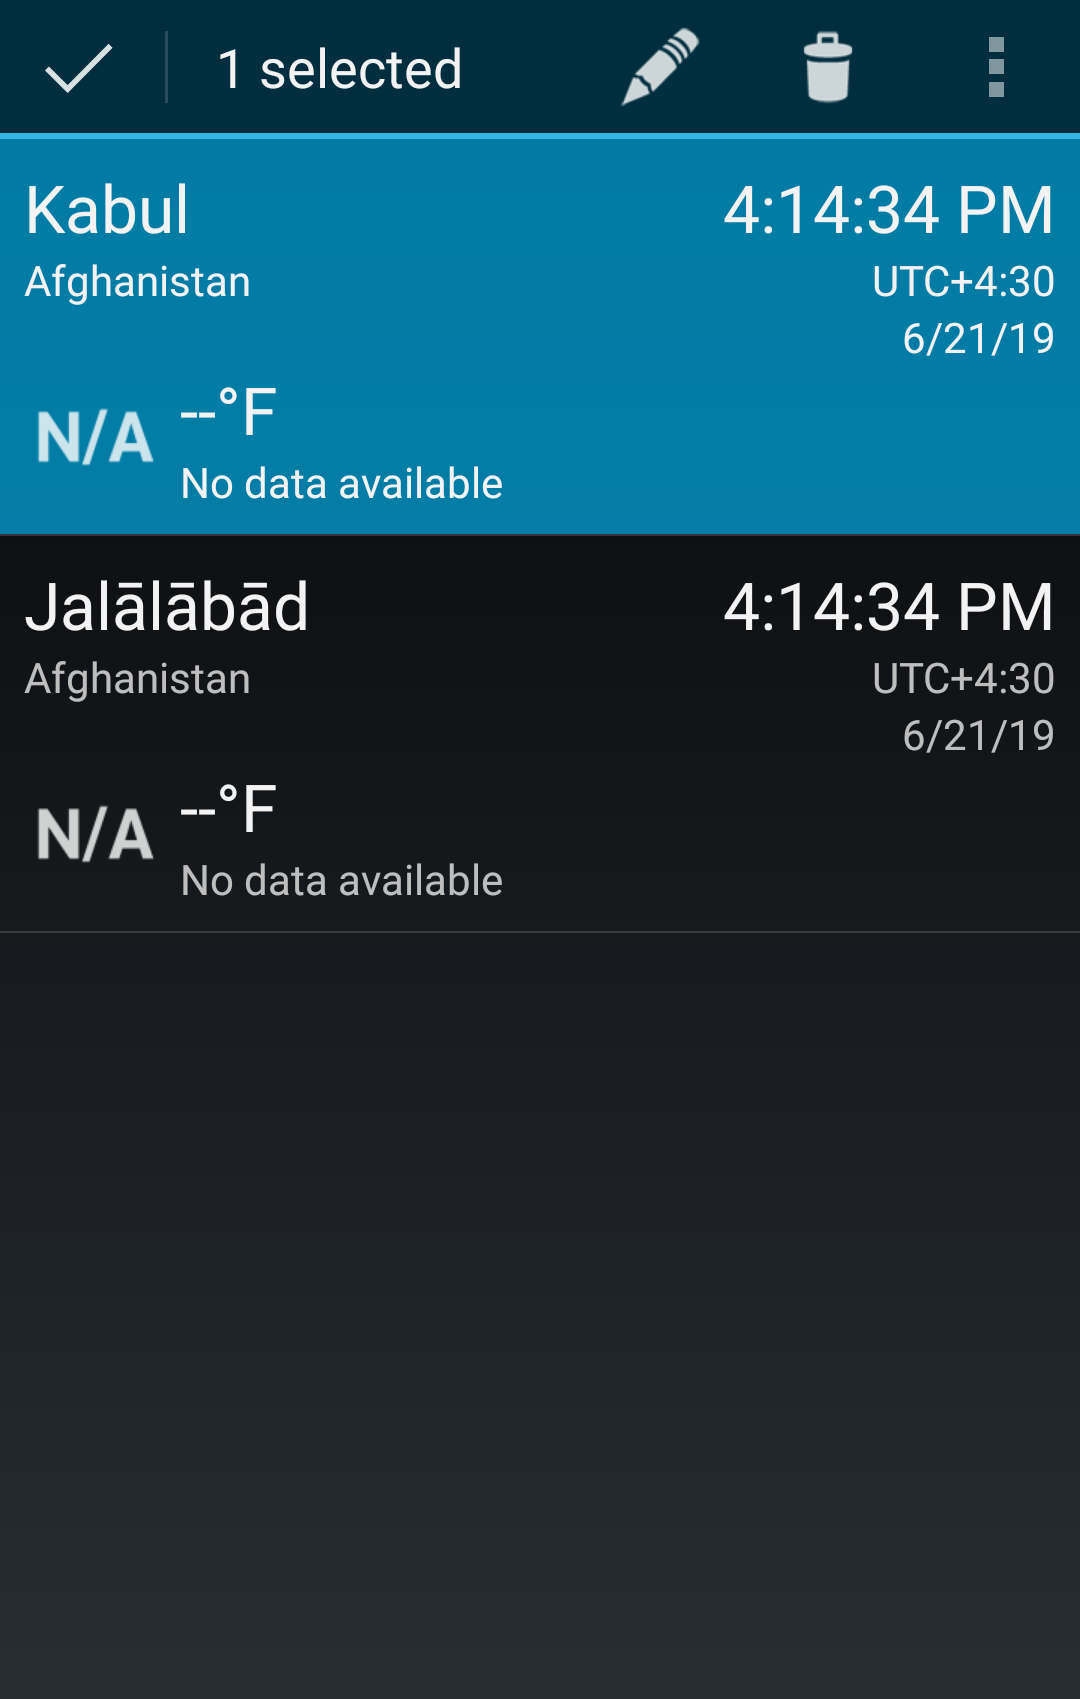 1 selected
Kabul 4:14:34 PM
Afghanistan UTC+4:30
6/21/19
N/A --°F
No data available
Jalālābād 4:14:34 PM
Afghanistan UTC+4:30
6/21/19
N/A --°F
No data available